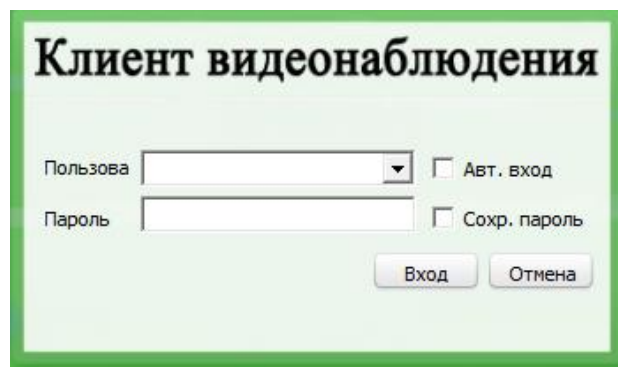 Клиент видеонаблюдения
Пользова Авт. вход
Пароль Сохр. пароль
Вход Отмена